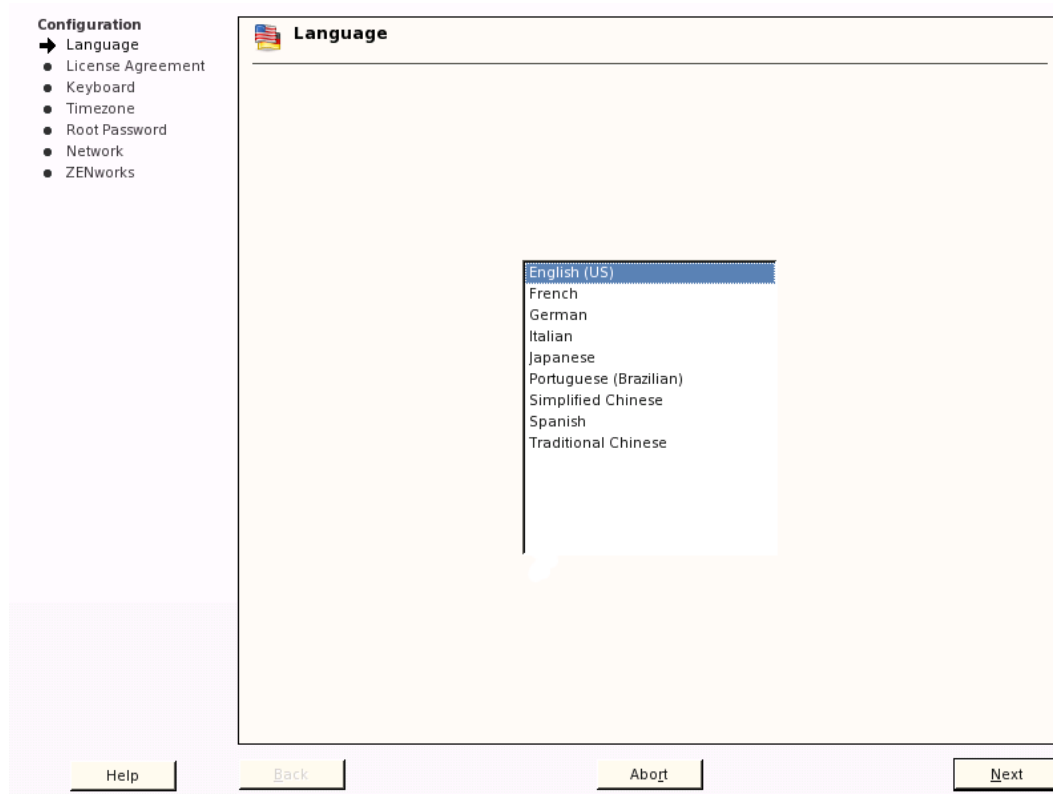 Configuration
Language
License Agreement
Keyboard
Timezone
Root Password
Network
ZENworks
Language
English (US)
French
German
Italian
Japanese
Portuguese (Brazilian)
Simplified Chinese
Spanish
Traditional Chinese
Help
Back
Abort
Next